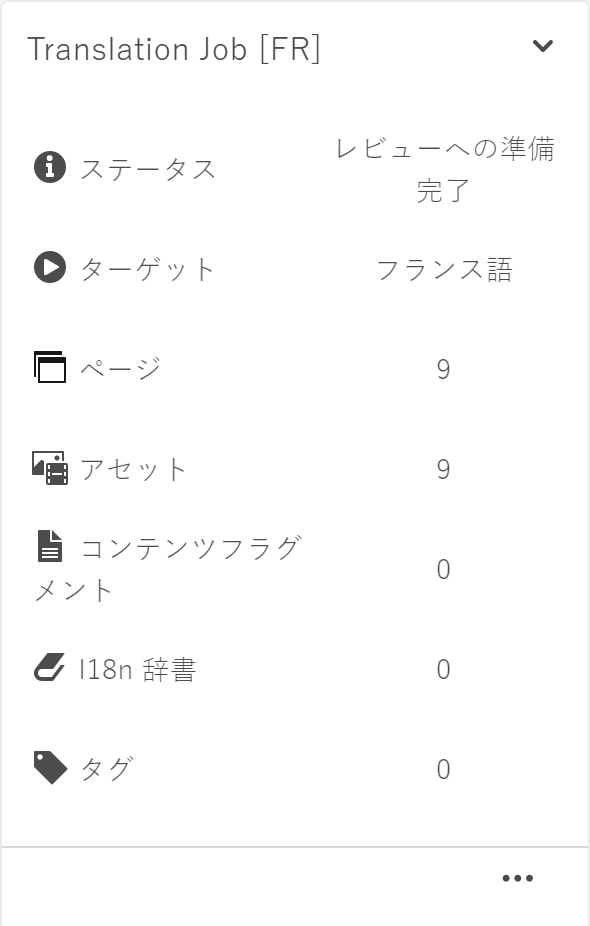 Translation Job [FR]
ステータス
レビューへの準備
完了
ターゲット
フランス語
ページ
9
アセット
9
コンテンツフラグ
メント
0
I18n 辞書
0
タグ
0